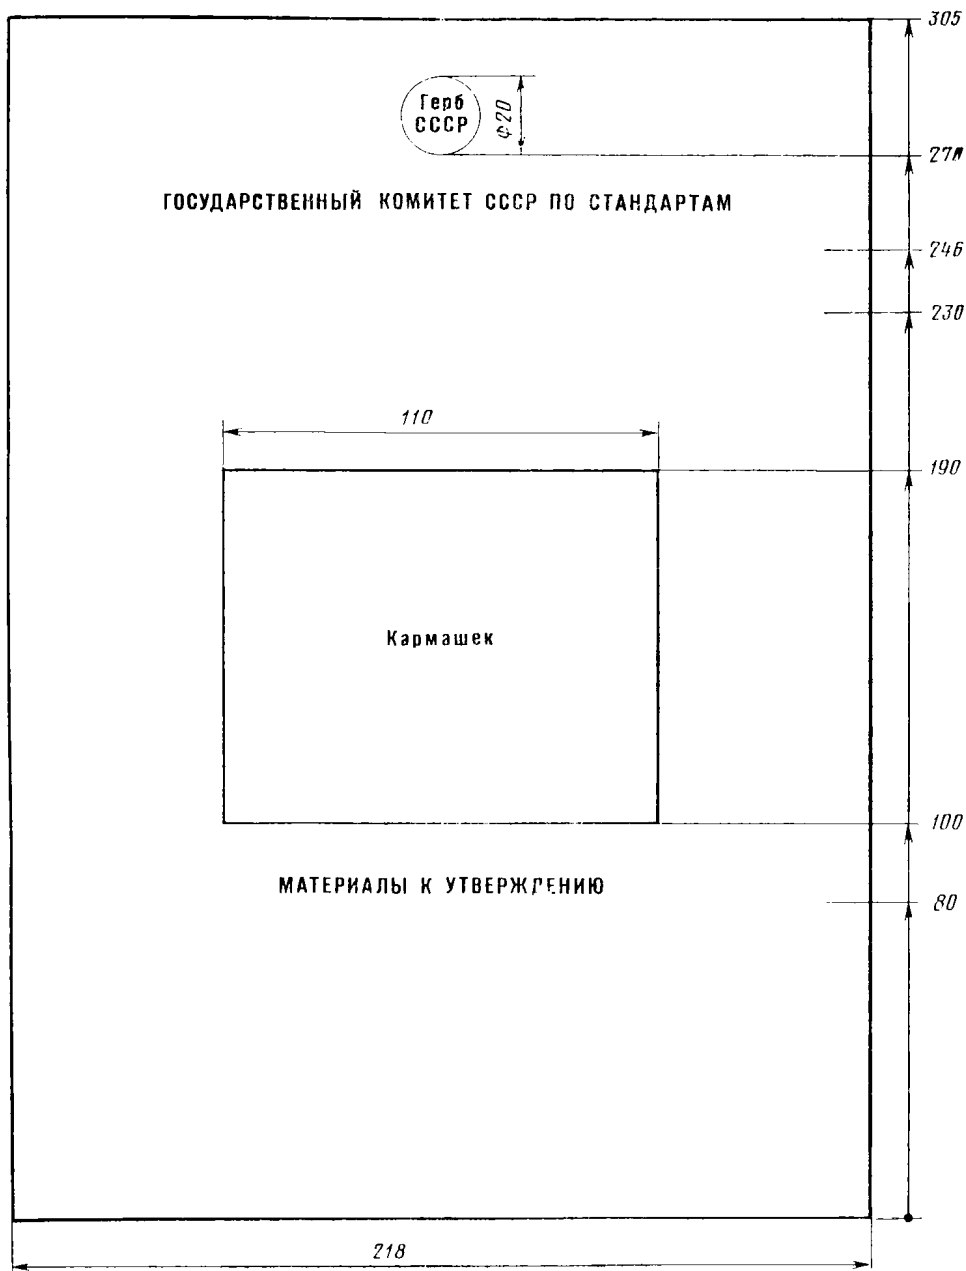 305
Герб
СССР
ф20
270
ГОСУДАРСТВЕННЫЙ КОМИТЕТ СССР ПО СТАНДАРТАМ
246
230
110
190
Кармашек
100
МАТЕРИАЛЫ К УТВЕРЖДЕНИЮ
80
218